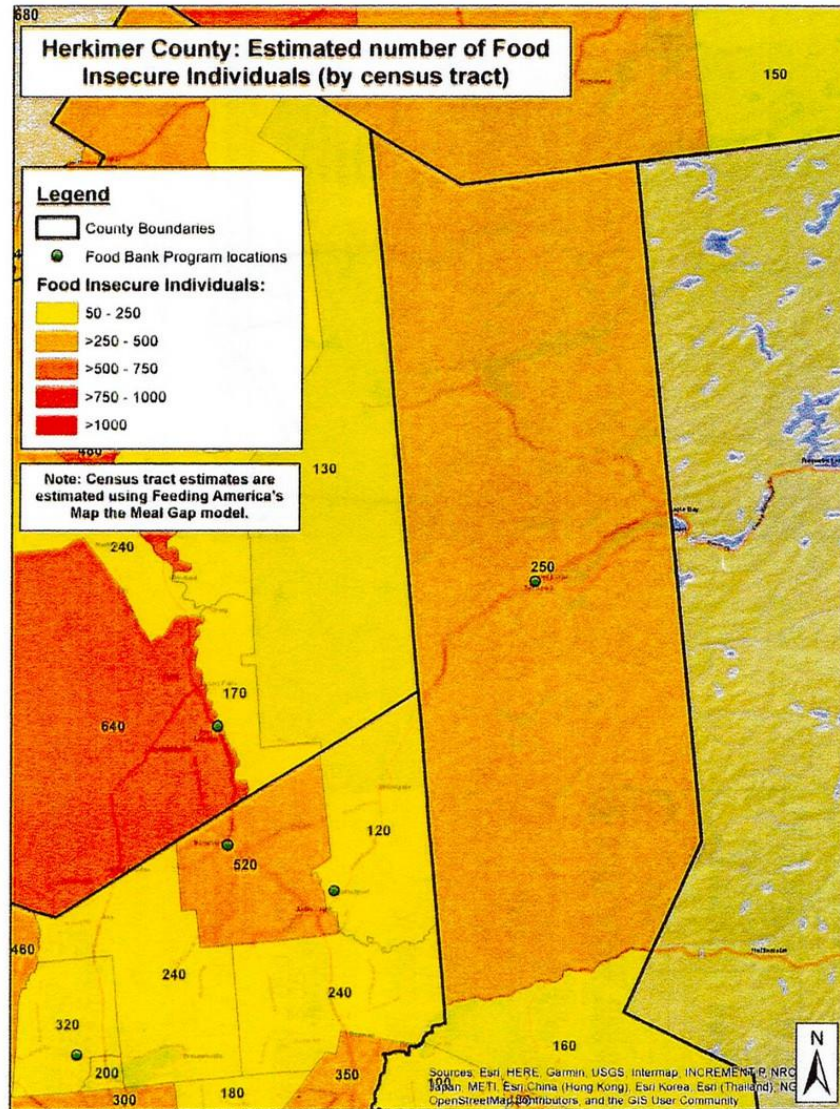 680
Herkimer County: Estimated number of Food
Insecure Individuals (by census tract)
150
Legend
County Boundaries
Food Bank Program locations
Food Insecure Individuals:
50 - 250
>250 - 500
>500 - 750
>750 - 1000
>1000
480
Note: Census tract estimates are
estimated using Feeding America's
Map the Meal Gap model.
130
240
250
170
640
120
520
460
240
240
320
200
180
300
350
160
N
Sources: Esri, HERE, Garmin, USGS, Intermap, INCREMENT P, NRC
Japan, METI, Esri China (Hong Kong), Esri Korea, Esri (Thailand), NG
OpenStreetMap contributors, and the GIS User Community